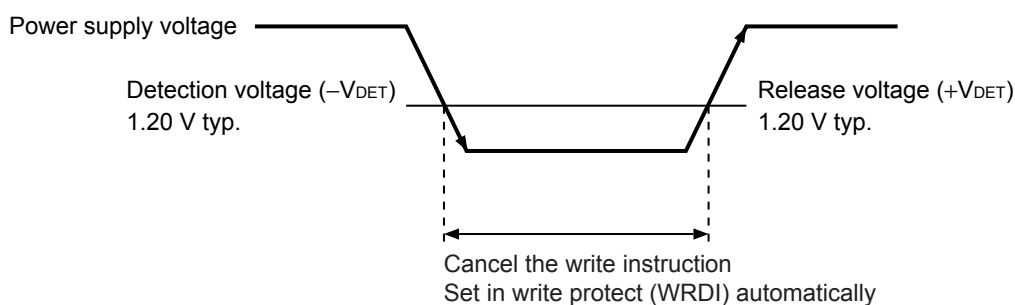 Power supply voltage
Detection voltage (−VDET)
1.20 V typ.
Release voltage (+VDET)
1.20 V typ.
Cancel the write instruction
Set in write protect (WRDI) automatically